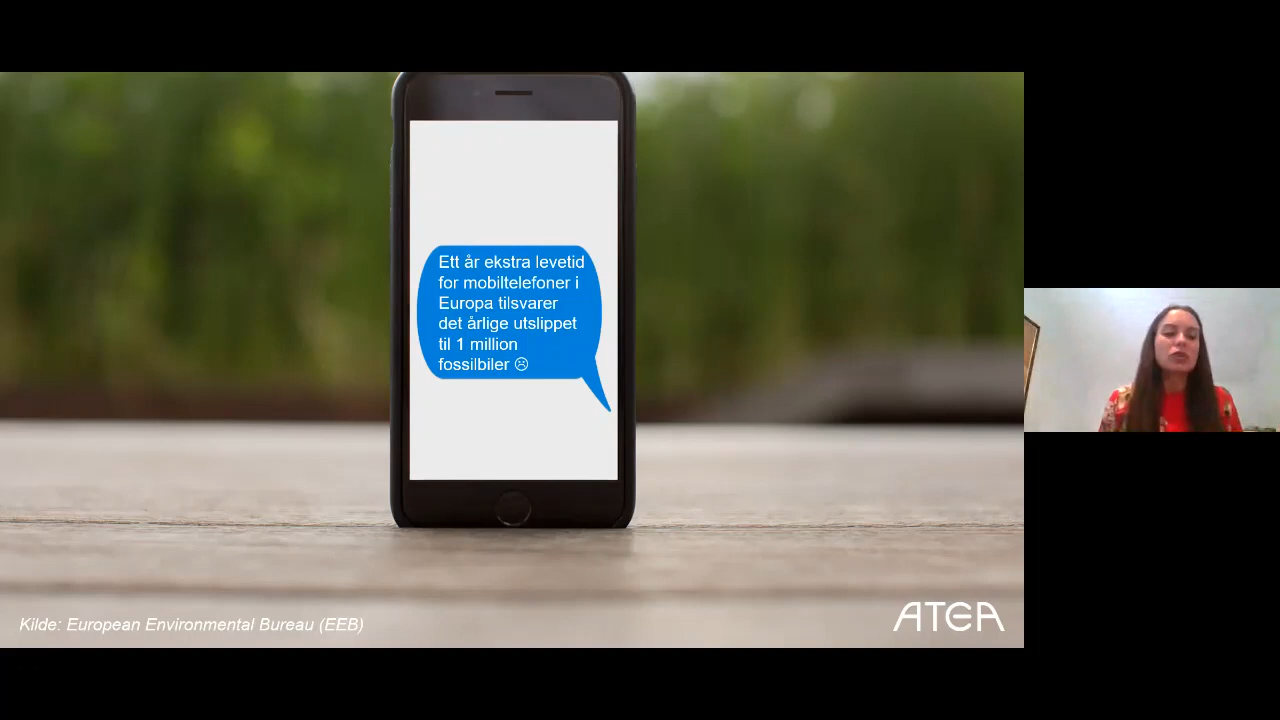 Ett år ekstra levetid
for mobiltelefoner i
Europa tilsvarer
det årlige utslippet
til 1 million
fossilbiler ☹
Kilde: European Environmental Bureau (EEB)
ATEA